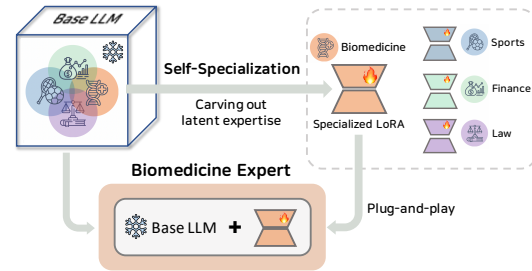 Base LLM
Self-Specialization
Carving out
latent expertise
Biomedicine
Specialized LoRA
Sports
Finance
Law
Biomedicine Expert
Base LLM +
Plug-and-play